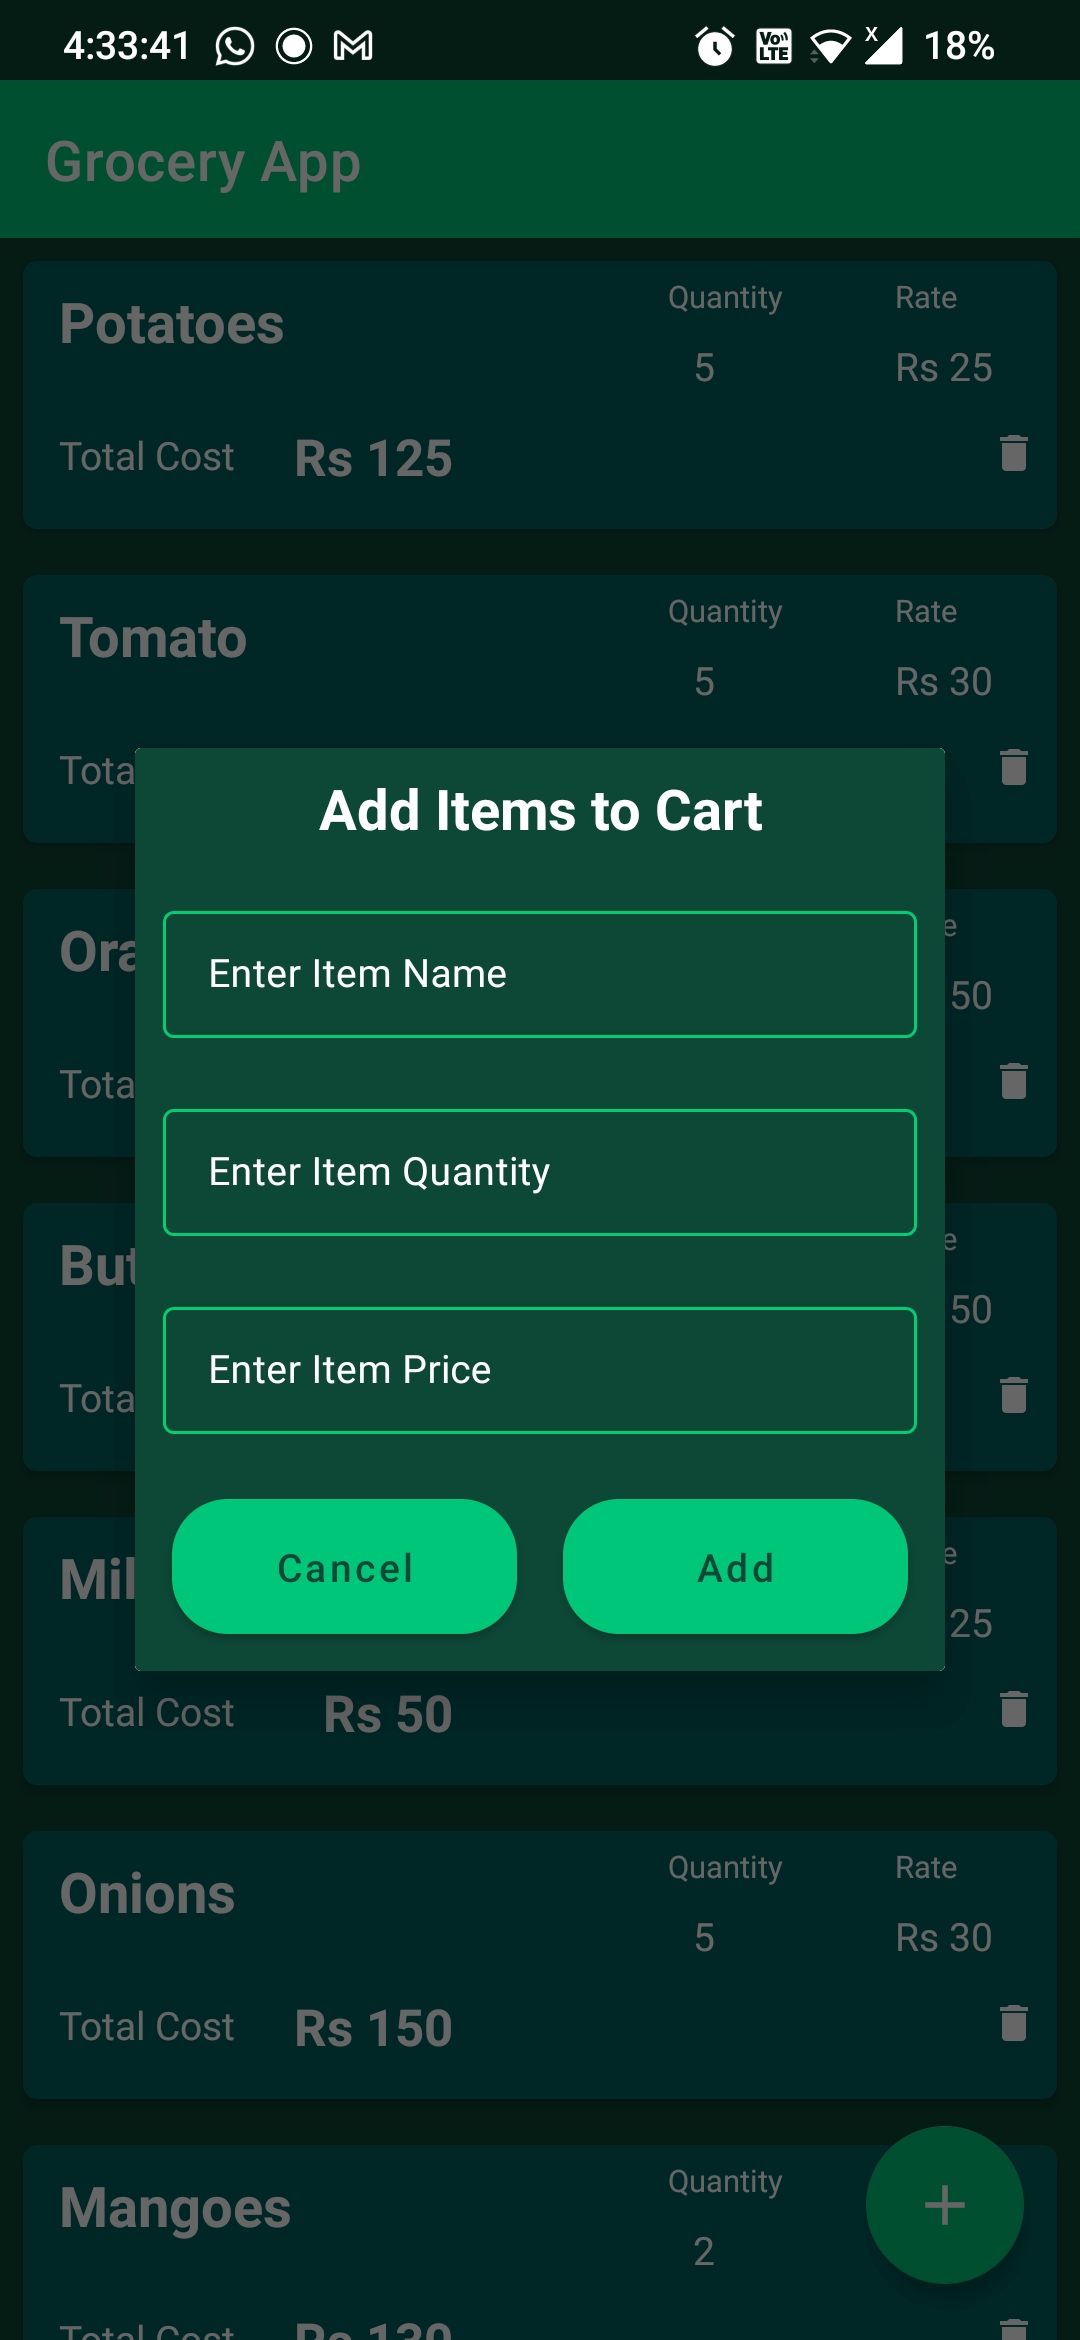 4:33:41 VoLTE X 18%
Grocery App
Potatoes Quantity Rate
5 Rs 25
Total Cost Rs 125
Tomato Quantity Rate
5 Rs 30
Tota
Add Items to Cart
Ora e
Enter Item Name
50
Tota
Enter Item Quantity
But e
50
Enter Item Price
Tota
Cancel Add
Mil e
25
Total Cost Rs 50
Onions Quantity Rate
5 Rs 30
Total Cost Rs 150
Mangoes Quantity
2
Total Cost Rs 130